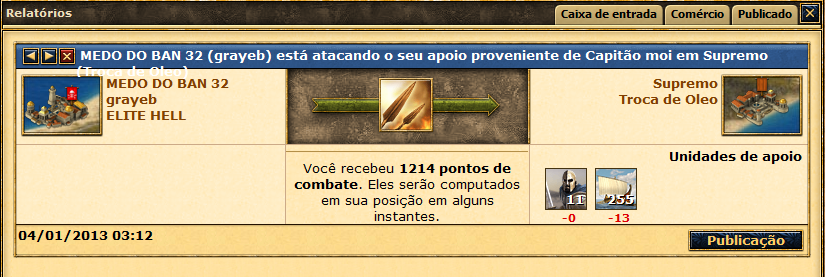 Relatórios
Caixa de entrada
Comércio
Publicado
MEDO DO BAN 32 (grayeb) está atacando o seu apoio proveniente de Capitão moi em Supremo
(Troca de Oleo)
MEDO DO BAN 32
grayeb
ELITE HELL
Supremo
Troca de Oleo
Você recebeu 1214 pontos de
combate. Eles serão computados
em sua posição em alguns
instantes.
Unidades de apoio
11 255
-0 -13
04/01/2013 03:12
Publicação